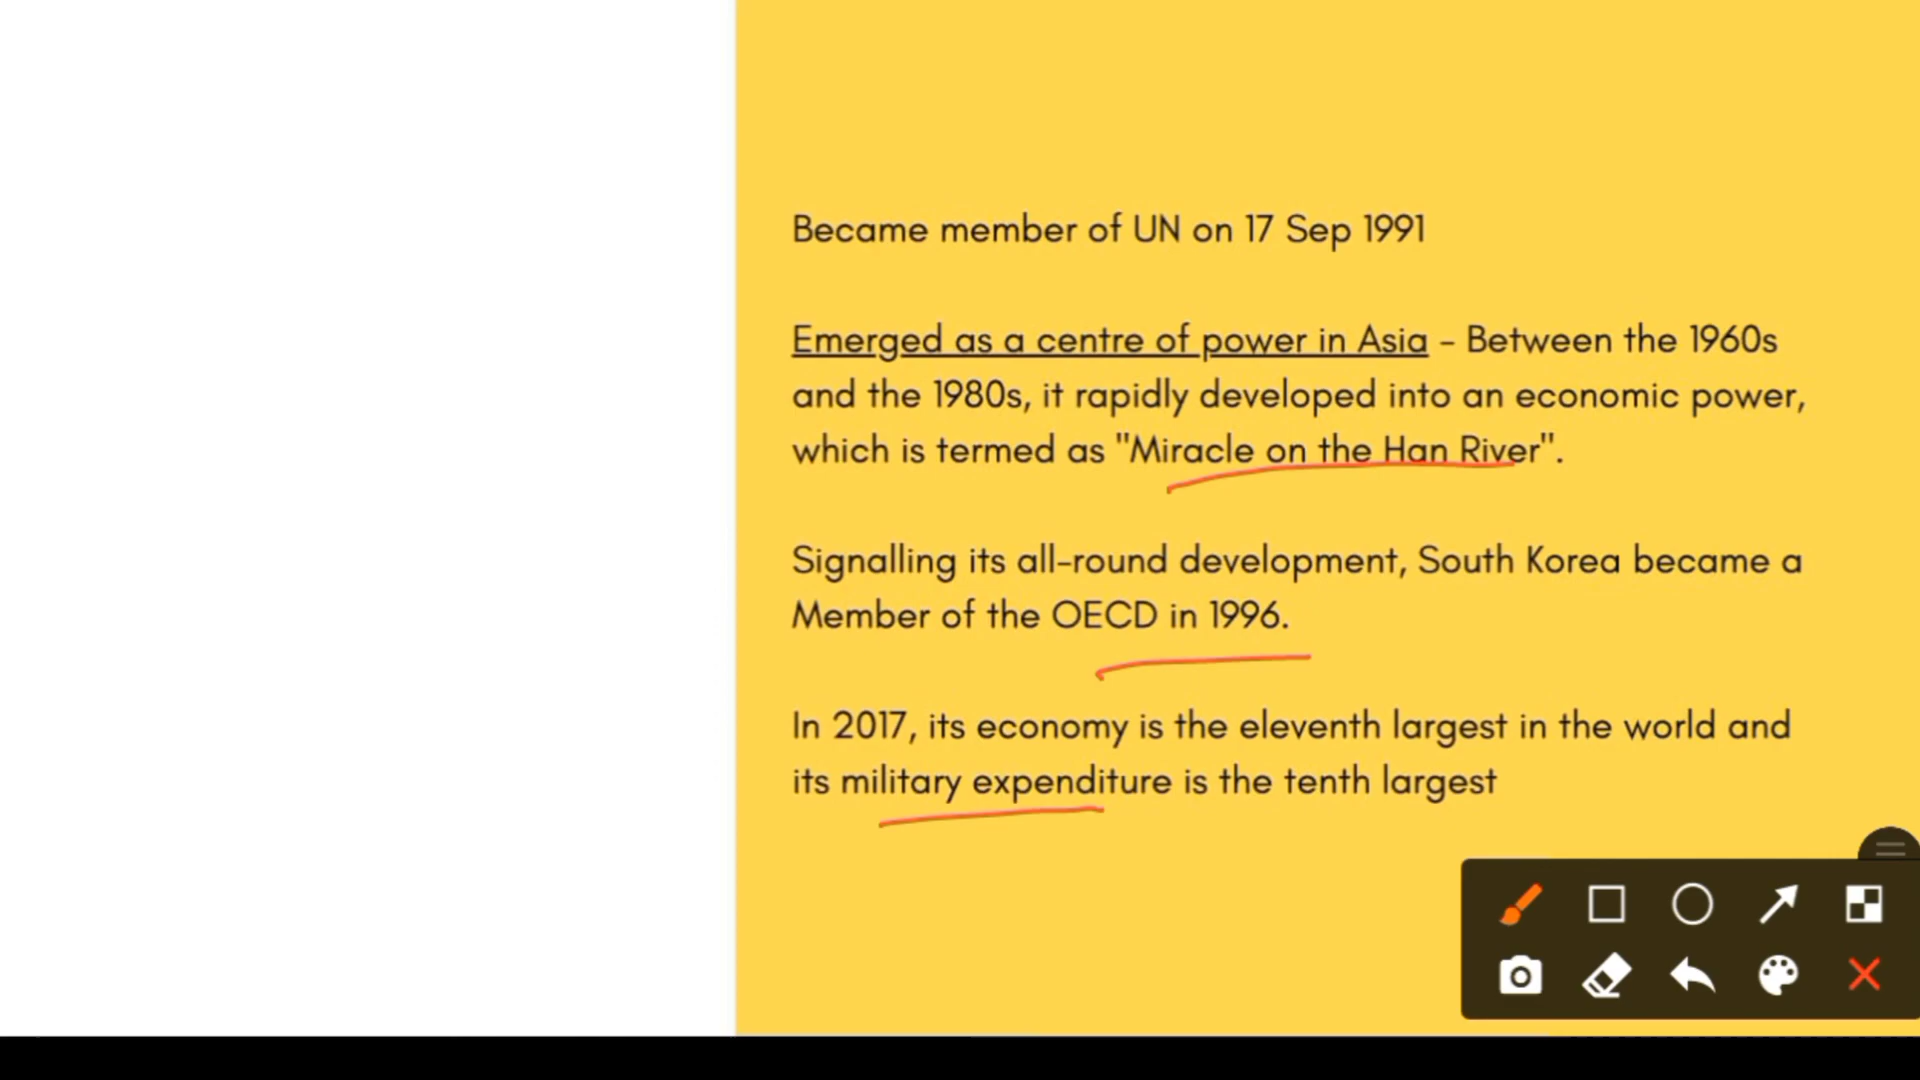 Became member of UN on 17 Sep 1991
Emerged as a centre of power in Asia - Between the 1960s
and the 1980s, it rapidly developed into an economic power,
which is termed as "Miracle on the Han River".
Signalling its all-round development, South Korea became a
Member of the OECD in 1996.
In 2017, its economy is the eleventh largest in the world and
its military expenditure is the tenth largest